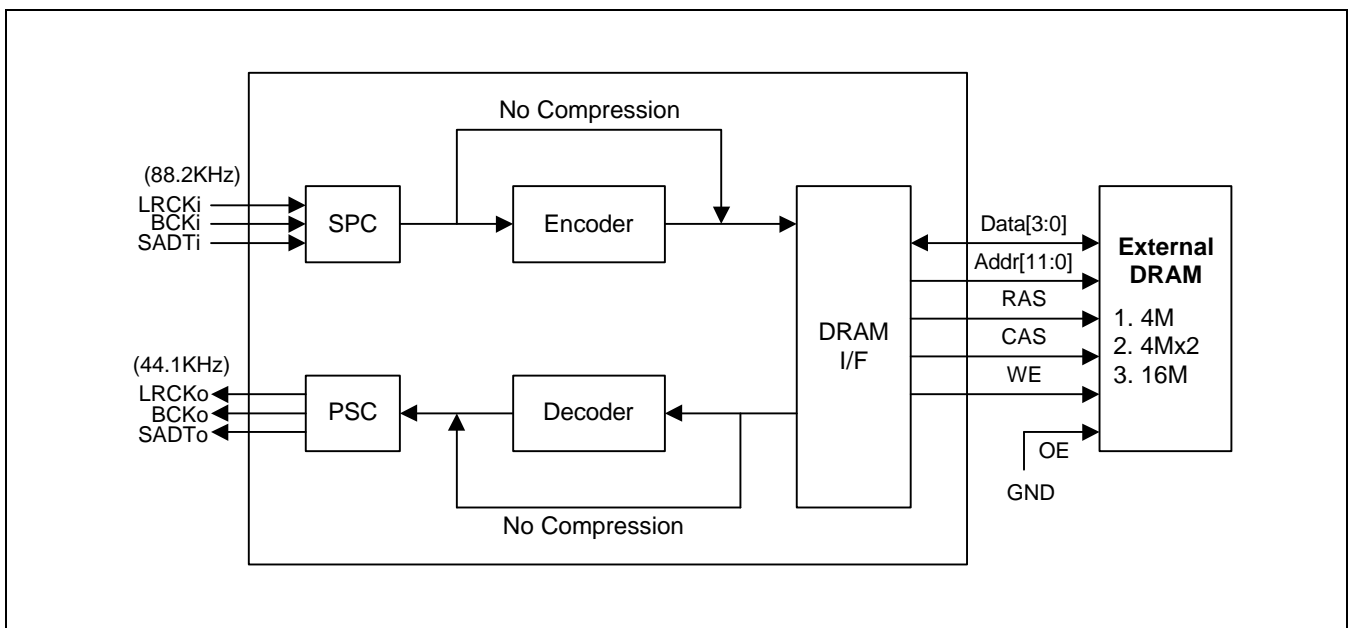 No Compression
(88.2KHz)
LRCKi
BCKi
SADTi
SPC
Encoder
Data[3:0]
Addr[11:0]
RAS
CAS
WE
OE
GND
External
DRAM
1. 4M
2. 4Mx2
3. 16M
DRAM
I/F
(44.1KHz)
LRCKo
BCKo
SADTo
PSC
Decoder
No Compression